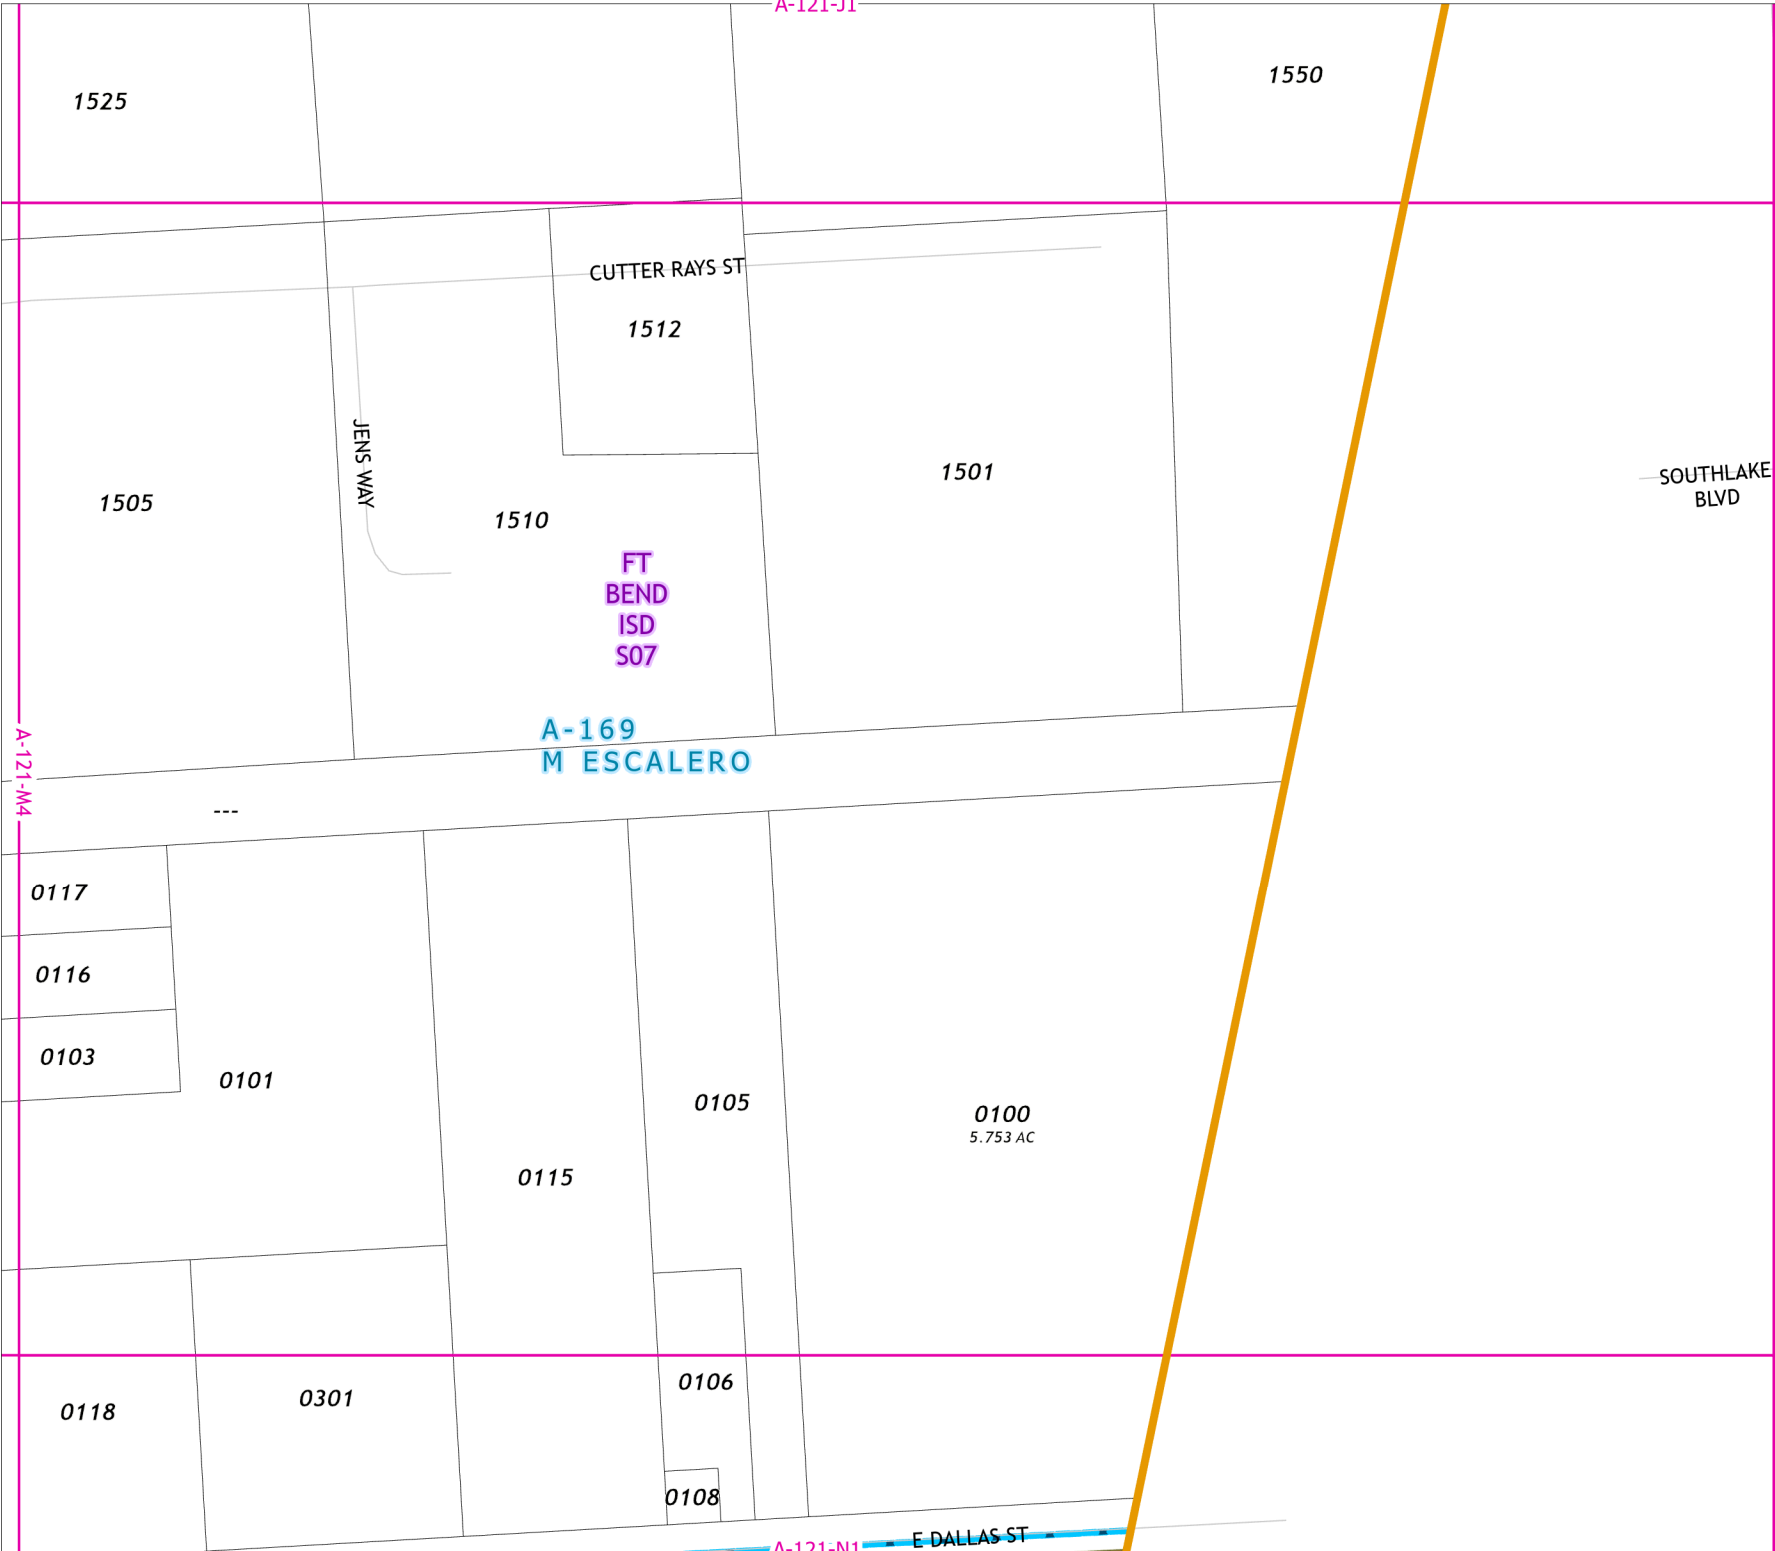 A-121-J1
1550
1525
CUTTER RAYS ST
1512
JENS WAY
1501
SOUTHLAKE
BLVD
1505
1510
FT
BEND
ISD
S07
A-169
M ESCALERO
A-121-M4
---
0117
0116
0103
0101
0105
0100
5.753 AC
0115
0106
0301
0118
0108
E DALLAS ST
A-121-N1